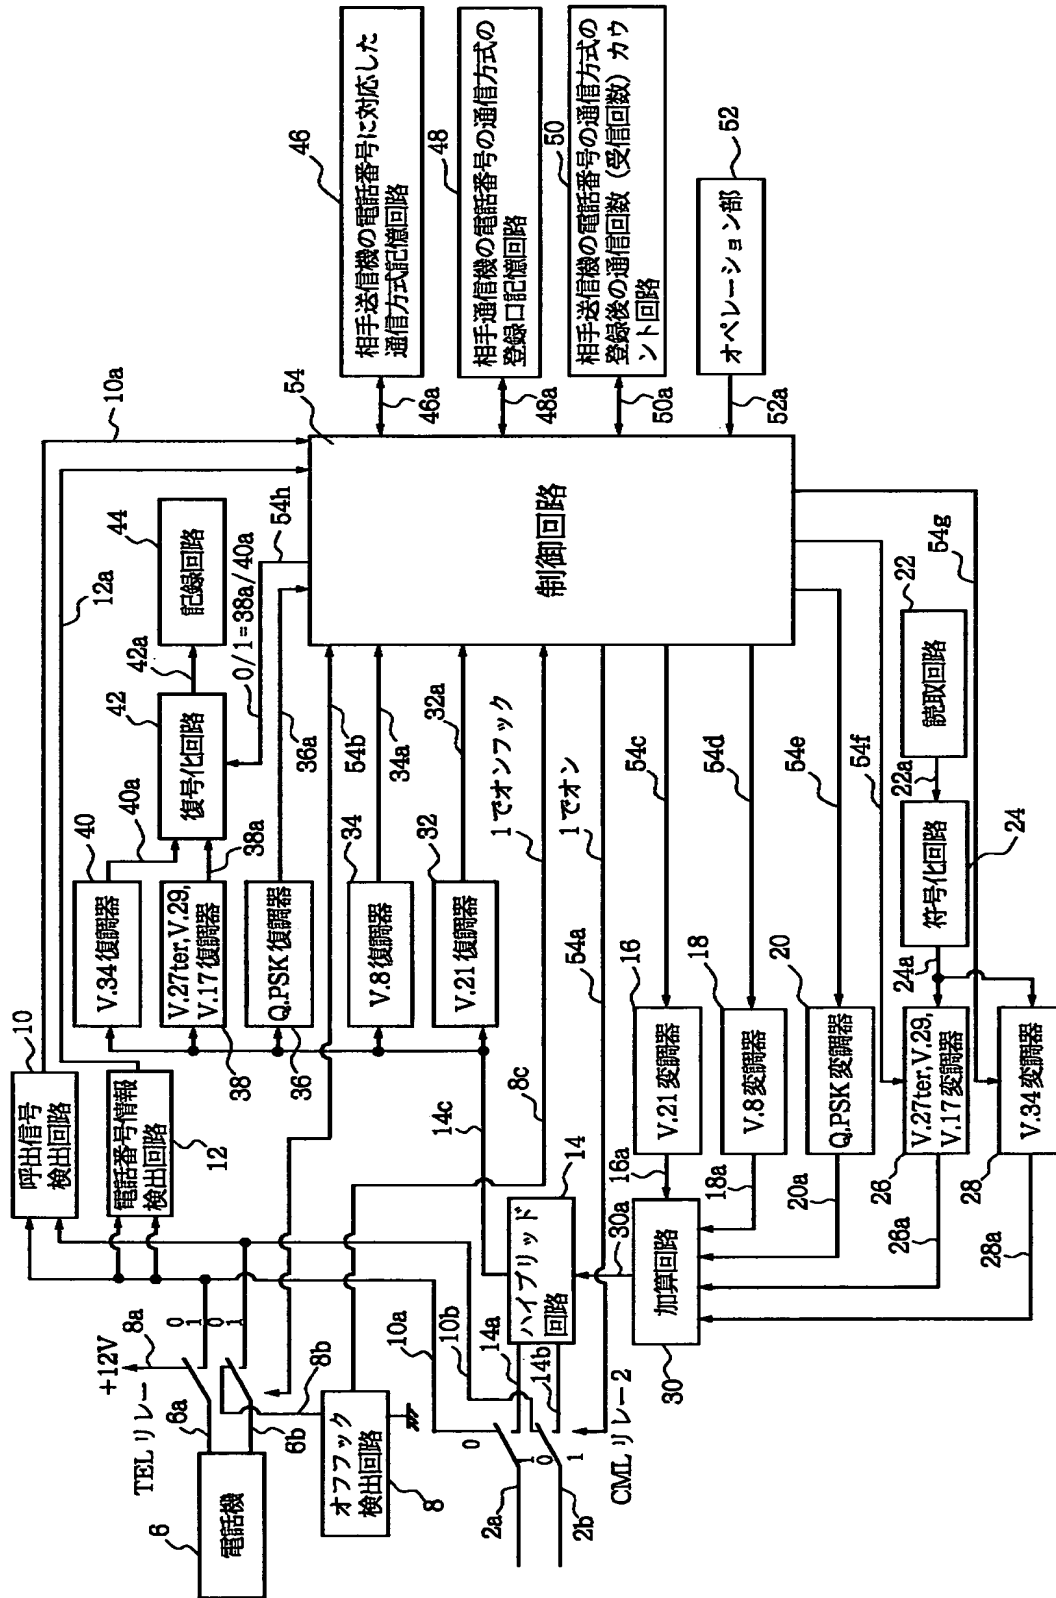 電話機
6
TELリレー
+12V
8a
6a
6b
0
1
0
1
8b
オフフック
検出回路
8
2a
2b
0
1
0
1
CMLリレー2
10a
10b
14a
14b
ハイブリッド
回路
14
14c
呼出信号
検出回路
10
電話番号情報
検出回路
12
10a
12a
V.34復調器
40
40a
V.27ter,V.29,
V.17復調器
38
38a
Q.PSK復調器
36
36a
V.8復調器
34
34a
V.21復調器
32
32a
復号化回路
42
42a
記録回路
44
0/1=38a/40a
54h
54b
8c
1でオンフック
54a
1でオン
制御回路
54
相手送信機の電話番号に対応した
通信方式記憶回路
46
46a
相手通信機の電話番号の通信方式の
登録口記憶回路
48
48a
相手送信機の電話番号の通信方式の
登録後の通信回数(受信回数)カウ
ント回路
50
50a
オペレーション部
52
52a
加算回路
30
30a
V.21変調器
16
16a
54c
V.8変調器
18
18a
54d
Q.PSK変調器
20
20a
54e
V.27ter,V.29,
V.17変調器
26
26a
54f
V.34変調器
28
28a
54g
符号化回路
24
24a
読取回路
22
22a